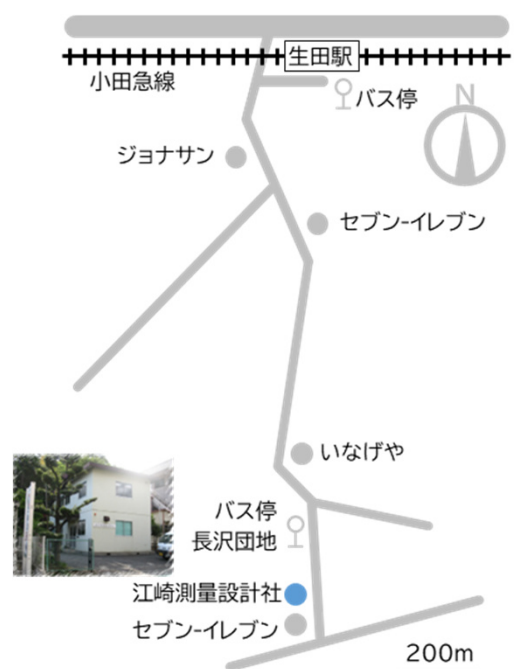 生田駅
小田急線
バス停
N
ジョナサン
セブン-イレブン
いなげや
バス停
長沢団地
江崎測量設計社
セブン-イレブン
200m